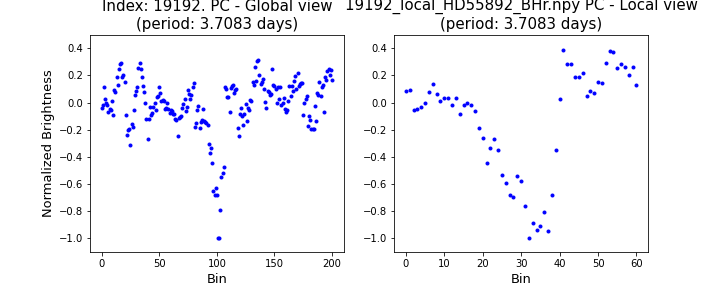 Index: 19192. PC - Global view
(period: 3.7083 days)
19192_local_HD55892_BHr.npy PC - Local view
(period: 3.7083 days)
Normalized Brightness
0.4
0.2
0.0
−0.2
−0.4
−0.6
−0.8
−1.0
0 50 100 150 200
Bin
0.4
0.2
0.0
−0.2
−0.4
−0.6
−0.8
−1.0
0 10 20 30 40 50 60
Bin